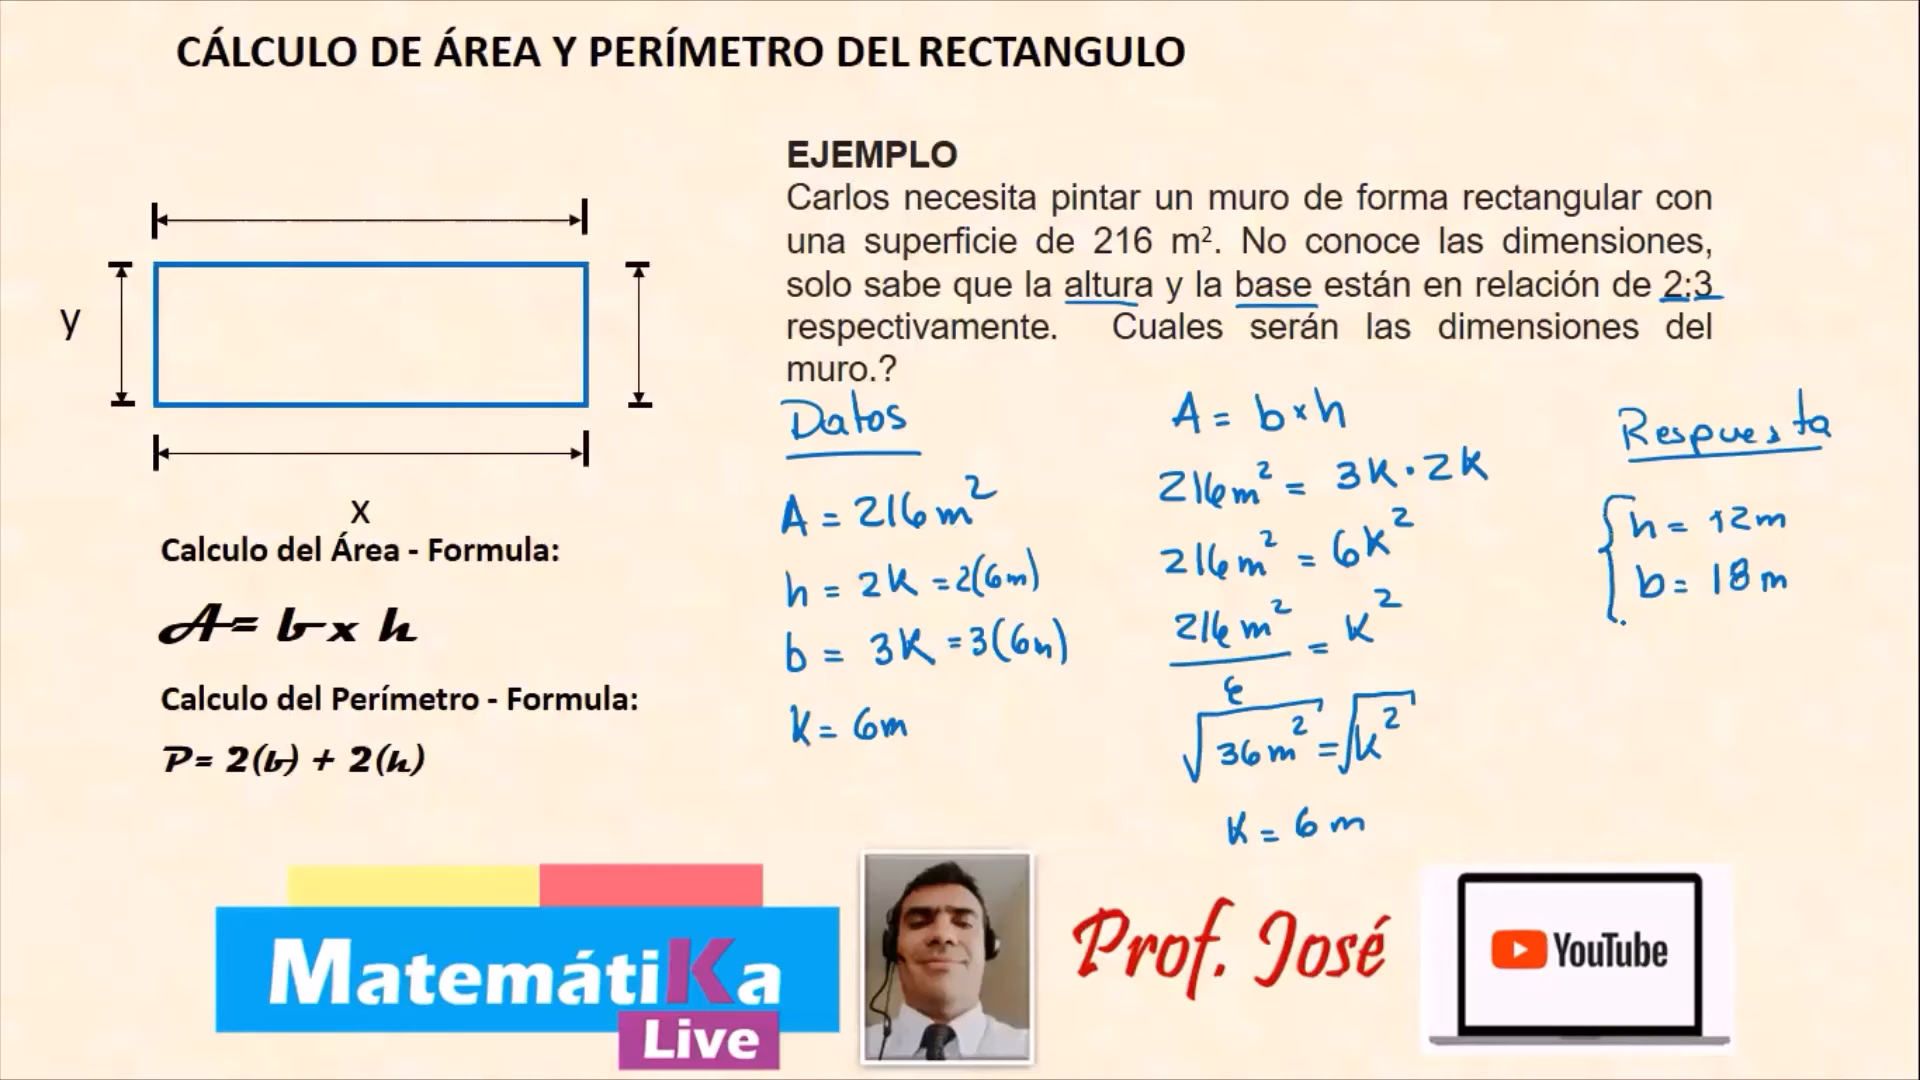 CÁLCULO DE ÁREA Y PERÍMETRO DEL RECTANGULO
y
x
Calculo del Área - Formula:
A= b x h
Calculo del Perímetro - Formula:
P= 2(b) + 2(h)
EJEMPLO
Carlos necesita pintar un muro de forma rectangular con
una superficie de 216 m². No conoce las dimensiones,
solo sabe que la altura y la base están en relación de 2:3
respectivamente. Cuales serán las dimensiones del
muro.?
Datos
A = 216 m²
h = 2K = 2(6m)
b = 3K = 3(6m)
K = 6m
A = b x h
216m² = 3K · 2K
216m² = 6K²
216m²/6 = K²
√36m² = √K²
K = 6 m
Respuesta
h = 12m
b = 18m
MatemátiKa
Live
Prof. José
YouTube